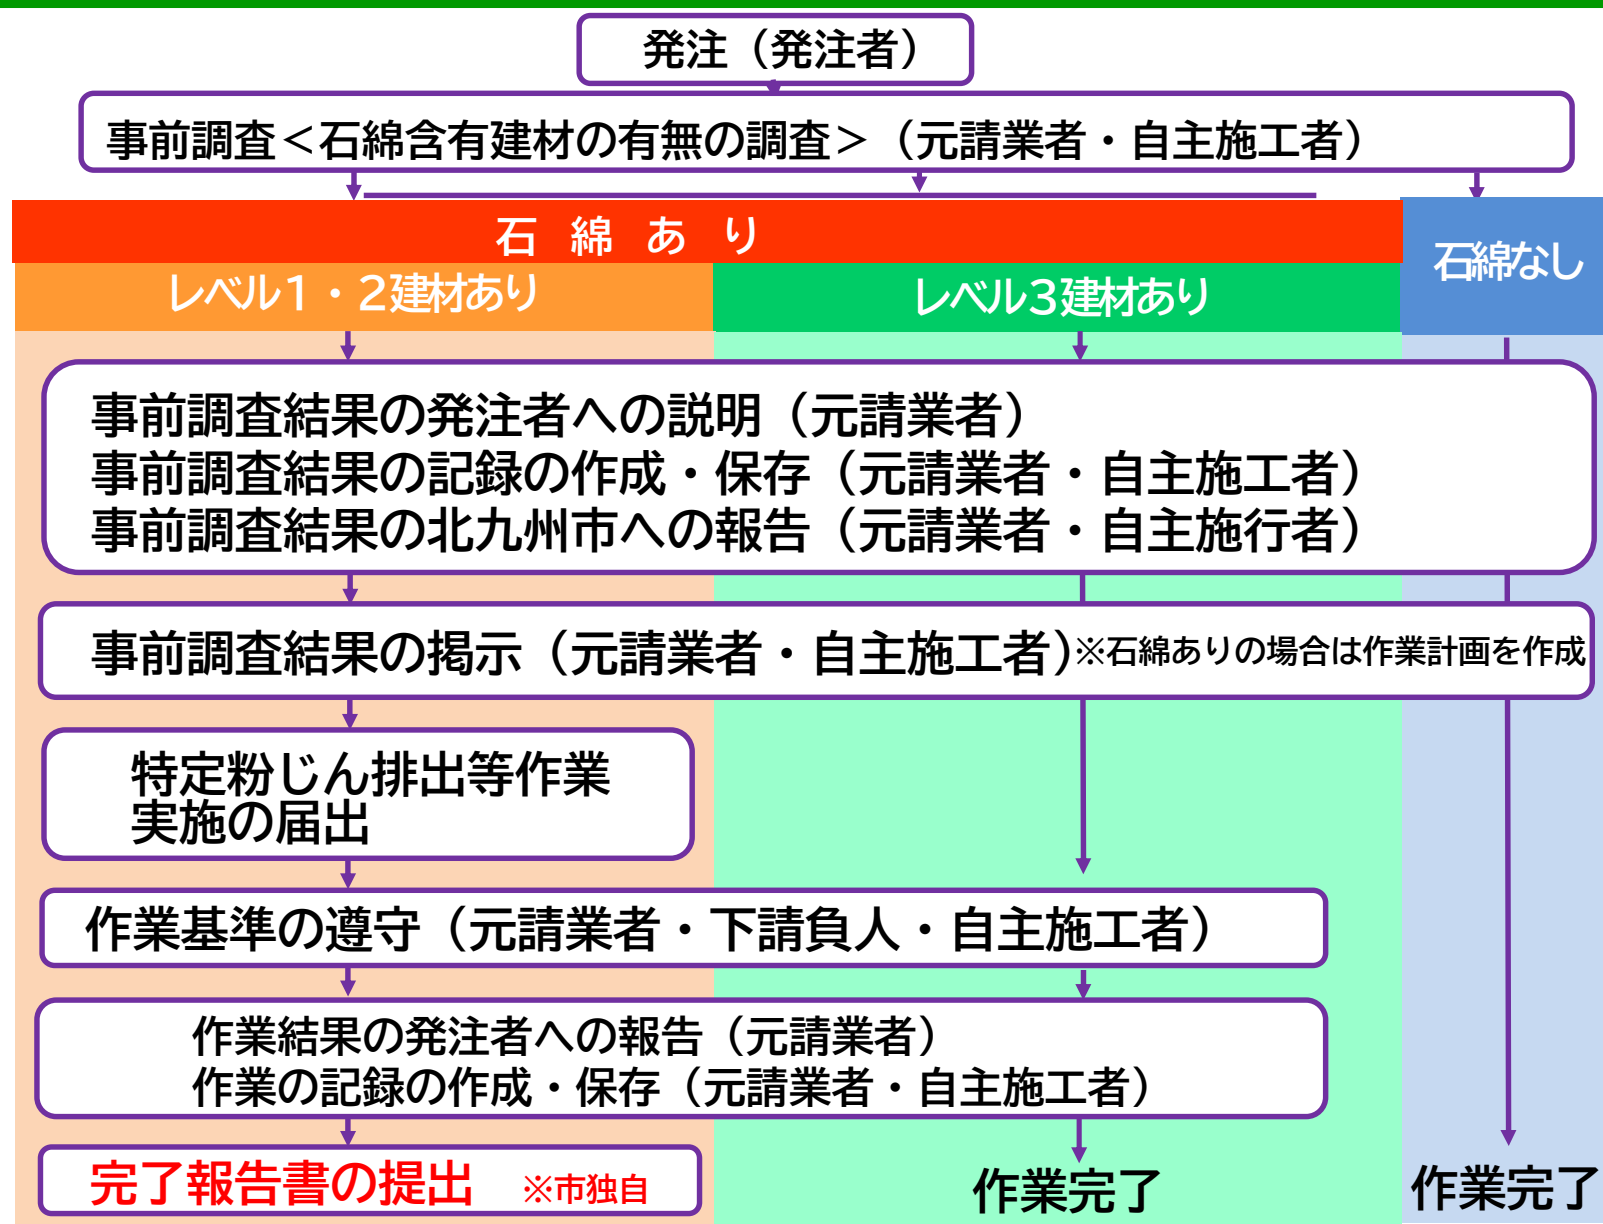 発注（発注者）
事前調査＜石綿含有建材の有無の調査＞（元請業者・自主施工者）
石綿あり
石綿なし
レベル１・２建材あり
レベル３建材あり
事前調査結果の発注者への説明（元請業者）
事前調査結果の記録の作成・保存（元請業者・自主施工者）
事前調査結果の北九州市への報告（元請業者・自主施行者）
事前調査結果の掲示（元請業者・自主施工者）※石綿ありの場合は作業計画を作成
特定粉じん排出等作業
実施の届出
作業基準の遵守（元請業者・下請負人・自主施工者）
作業結果の発注者への報告（元請業者）
作業の記録の作成・保存（元請業者・自主施工者）
完了報告書の提出　※市独自
作業完了
作業完了